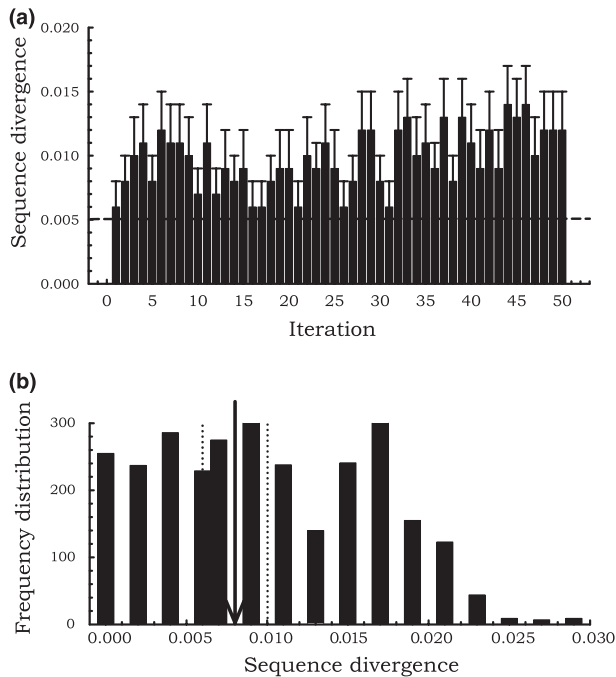 (a)
0.020
0.015
0.010
0.005
0.000
Sequence divergence
0 5 10 15 20 25 30 35 40 45 50
Iteration
(b)
300
200
100
0
Frequency distribution
0.000 0.005 0.010 0.015 0.020 0.025 0.030
Sequence divergence